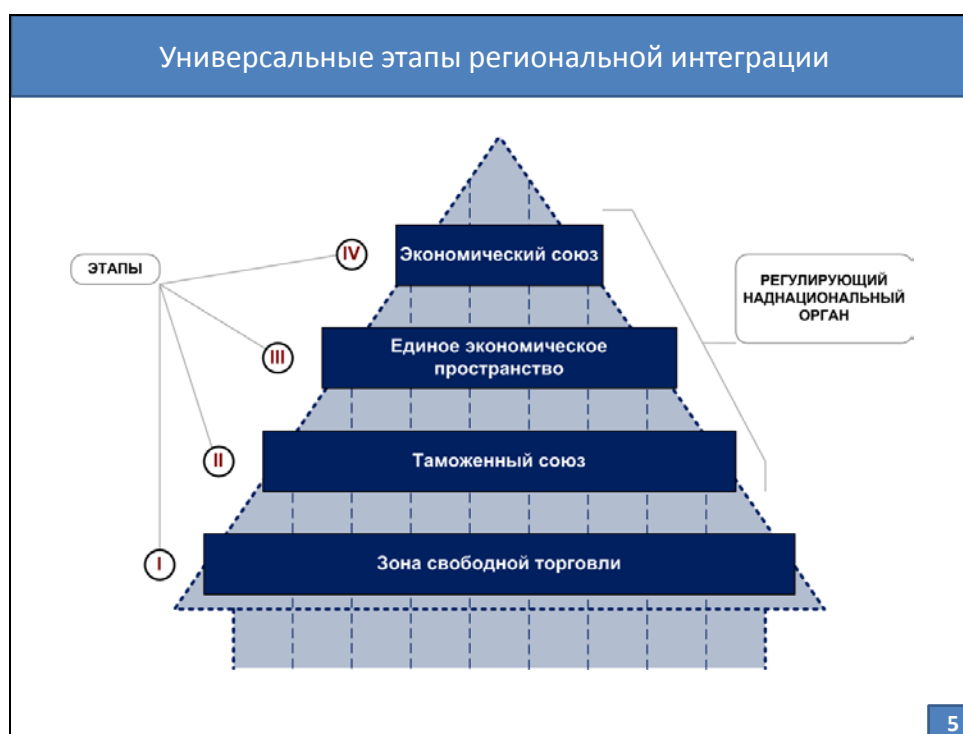 Универсальные этапы региональной интеграции
ЭТАПЫ
IV
Экономический союз
РЕГУЛИРУЮЩИЙ
НАДНАЦИОНАЛЬНЫЙ
ОРГАН
III
Единое экономическое
пространство
II
Таможенный союз
I
Зона свободной торговли
5